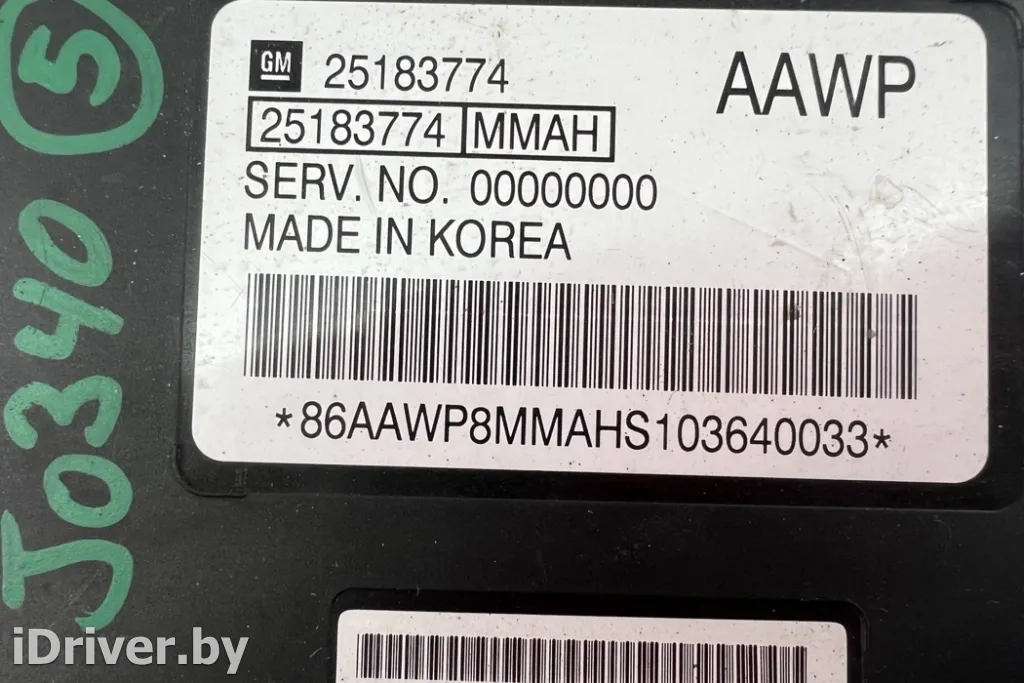 GM 25183774 AAWP
25183774 MMAH
SERV. NO. 00000000
MADE IN KOREA
*86AAWP8MMAHS103640033*
J0340 5
iDriver.by